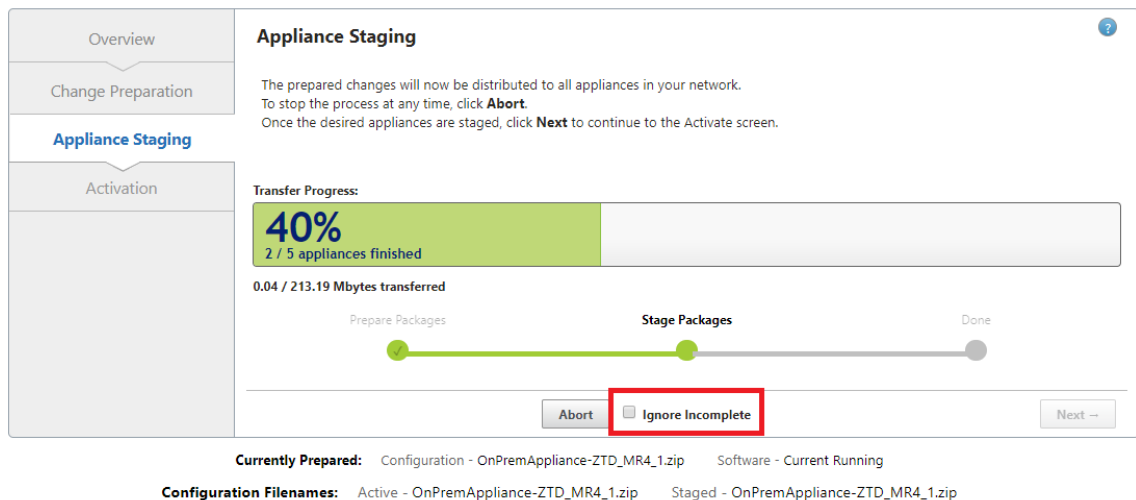 Overview
Change Preparation
Appliance Staging
Activation
Appliance Staging
?
The prepared changes will now be distributed to all appliances in your network.
To stop the process at any time, click Abort.
Once the desired appliances are staged, click Next to continue to the Activate screen.
Transfer Progress:
40%
2 / 5 appliances finished
0.04 / 213.19 Mbytes transferred
Prepare Packages Stage Packages Done
Abort Ignore Incomplete Next →
Currently Prepared: Configuration - OnPremAppliance-ZTD_MR4_1.zip Software - Current Running
Configuration Filenames: Active - OnPremAppliance-ZTD_MR4_1.zip Staged - OnPremAppliance-ZTD_MR4_1.zip